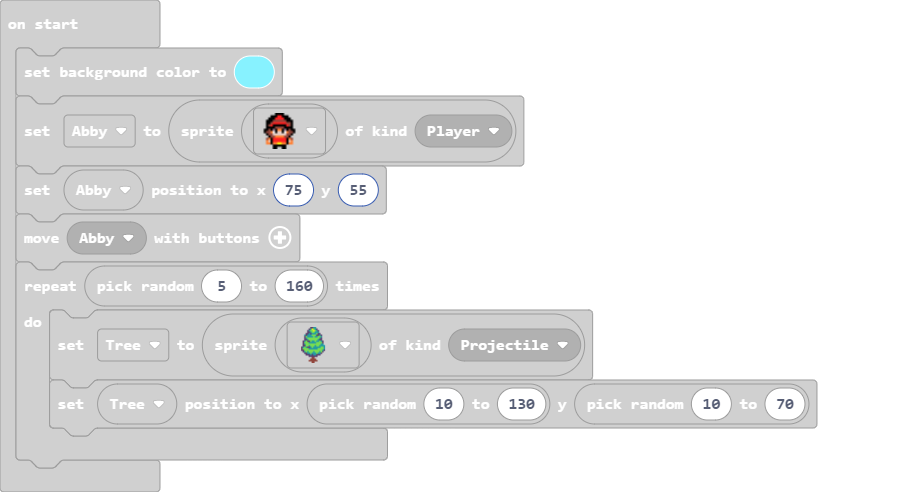 on start
set background color to
set Abby to sprite of kind Player
set Abby position to x 75 y 55
move Abby with buttons
repeat pick random 5 to 160 times
do
set Tree to sprite of kind Projectile
set Tree position to x pick random 10 to 130 y pick random 10 to 70